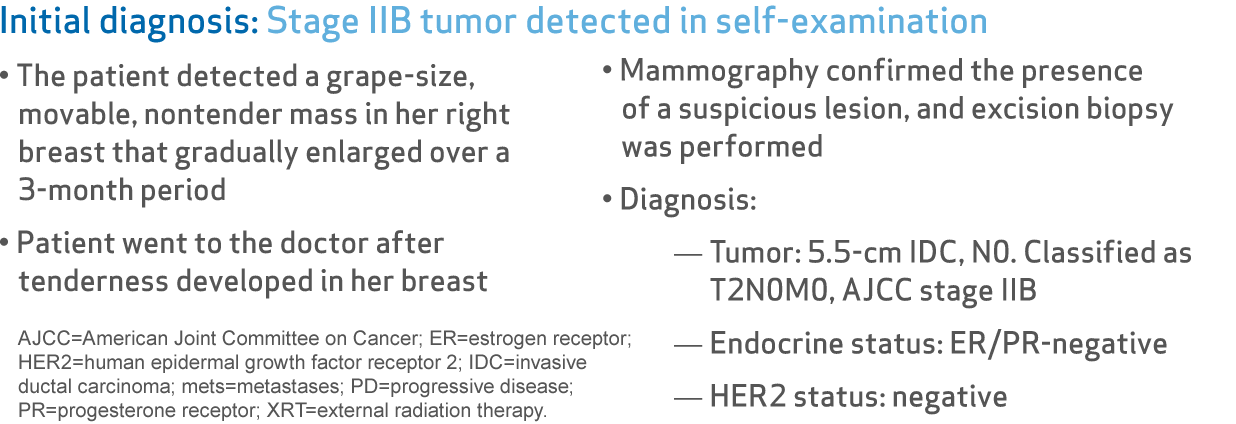 Initial diagnosis: Stage IIB tumor detected in self-examination
• The patient detected a grape-size,
movable, nontender mass in her right
breast that gradually enlarged over a
3-month period
• Patient went to the doctor after
tenderness developed in her breast
AJCC=American Joint Committee on Cancer; ER=estrogen receptor;
HER2=human epidermal growth factor receptor 2; IDC=invasive
ductal carcinoma; mets=metastases; PD=progressive disease;
PR=progesterone receptor; XRT=external radiation therapy.
• Mammography confirmed the presence
of a suspicious lesion, and excision biopsy
was performed
• Diagnosis:
— Tumor: 5.5-cm IDC, N0. Classified as
T2N0M0, AJCC stage IIB
— Endocrine status: ER/PR-negative
— HER2 status: negative